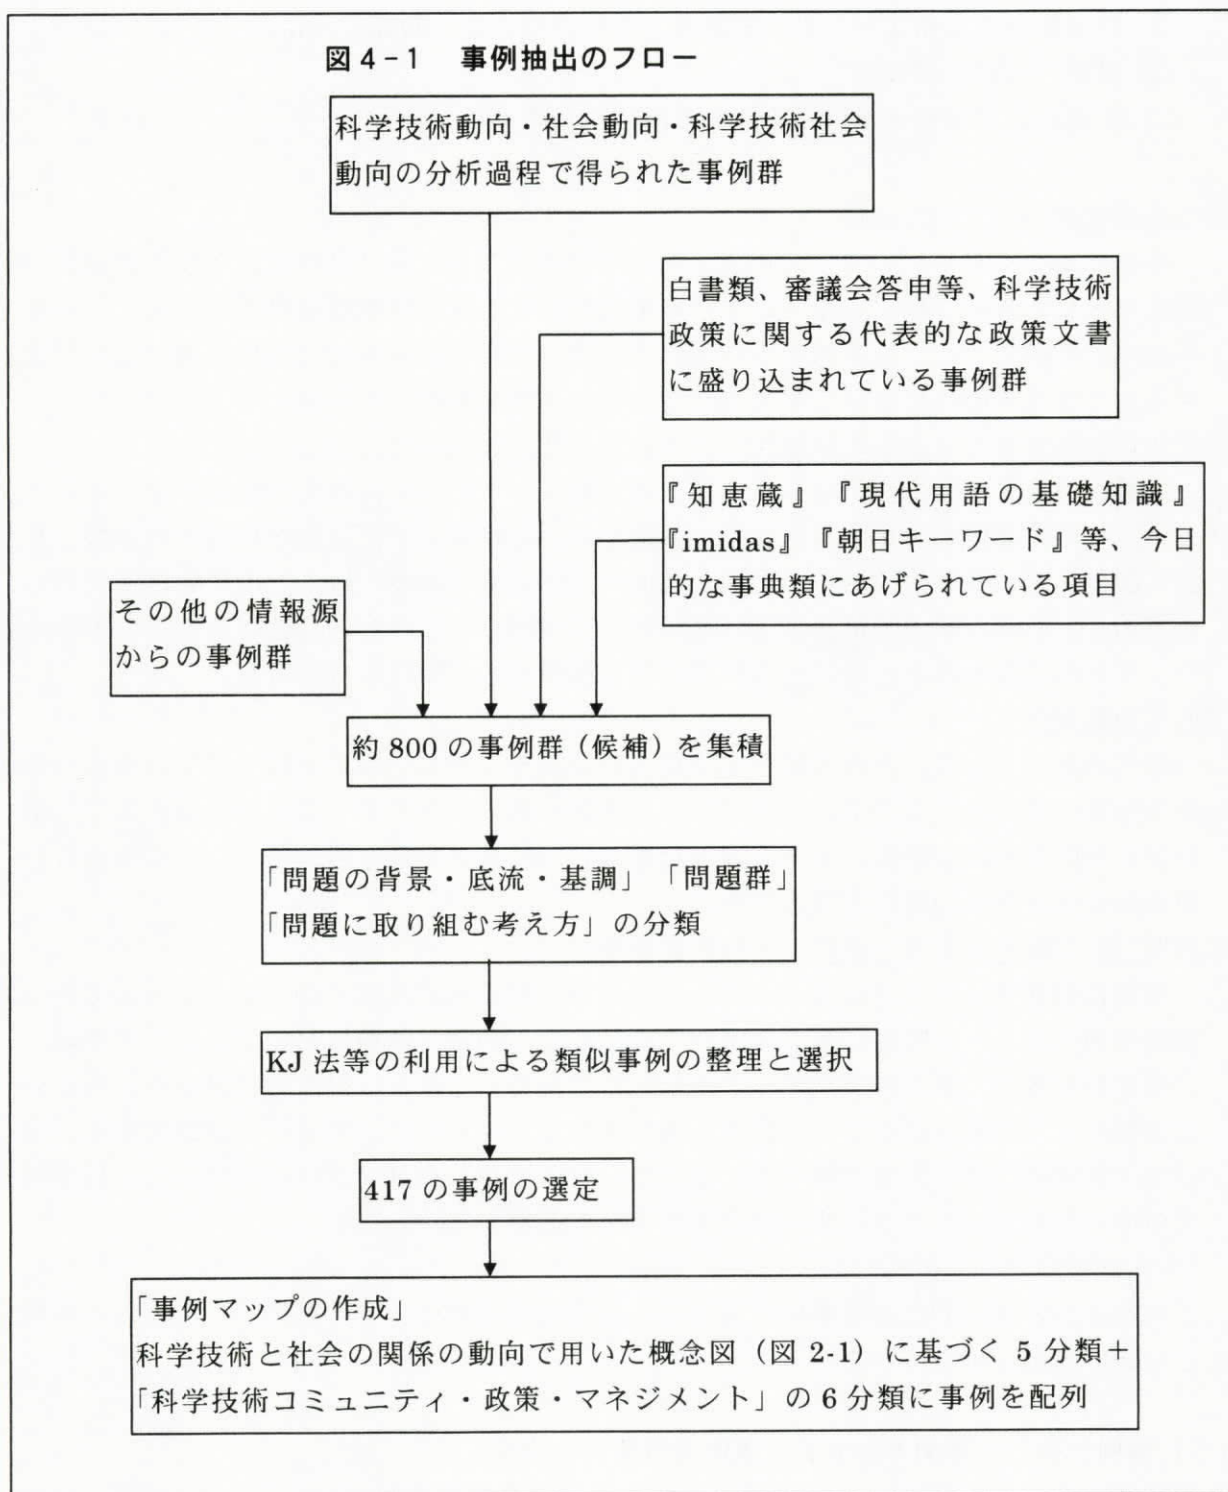 図4-1 事例抽出のフロー
科学技術動向・社会動向・科学技術社会
動向の分析過程で得られた事例群
白書類、審議会答申等、科学技術
政策に関する代表的な政策文書
に盛り込まれている事例群
『知恵蔵』『現代用語の基礎知識』
『imidas』『朝日キーワード』等、今日
的な事典類にあげられている項目
その他の情報源
からの事例群
約800の事例群（候補）を集積
「問題の背景・底流・基調」「問題群」
「問題に取り組む考え方」の分類
KJ法等の利用による類似事例の整理と選択
417の事例の選定
「事例マップの作成」
科学技術と社会の関係の動向で用いた概念図（図2-1）に基づく5分類＋
「科学技術コミュニティ・政策・マネジメント」の6分類に事例を配列